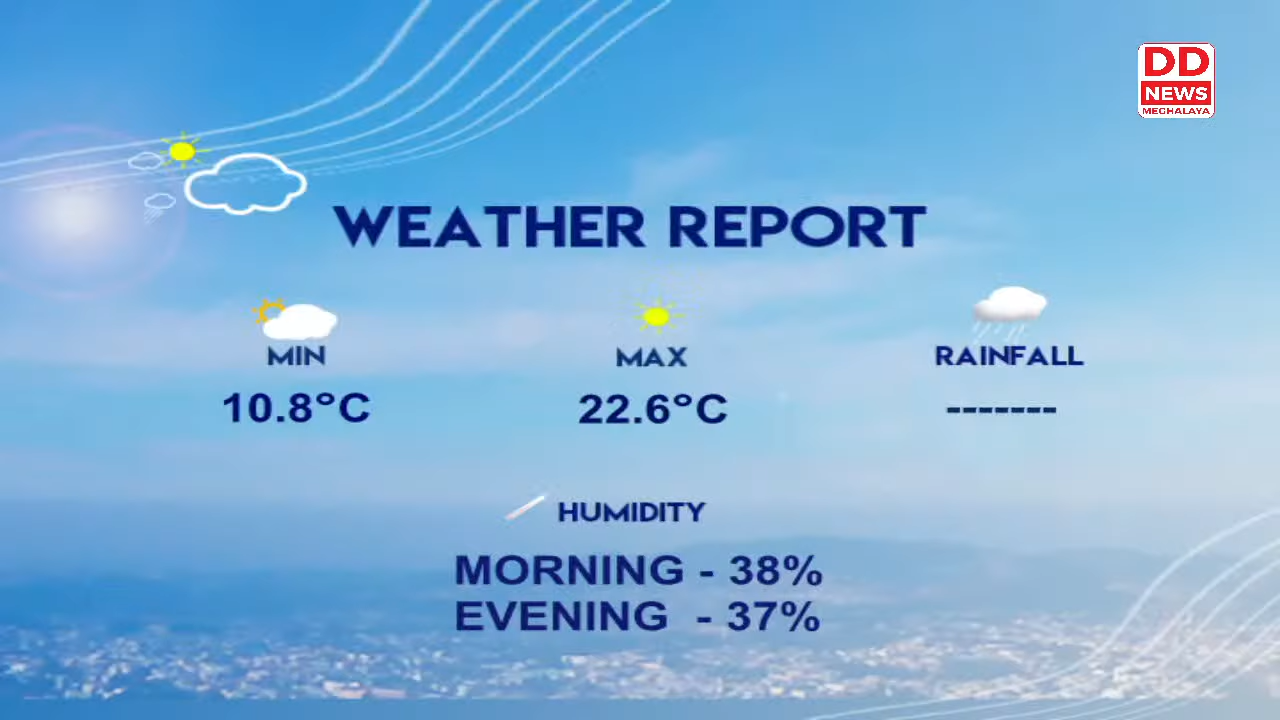 DD
NEWS
MEGHALAYA
WEATHER REPORT
MIN
10.8°C
MAX
22.6°C
RAINFALL
-------
HUMIDITY
MORNING - 38%
EVENING - 37%